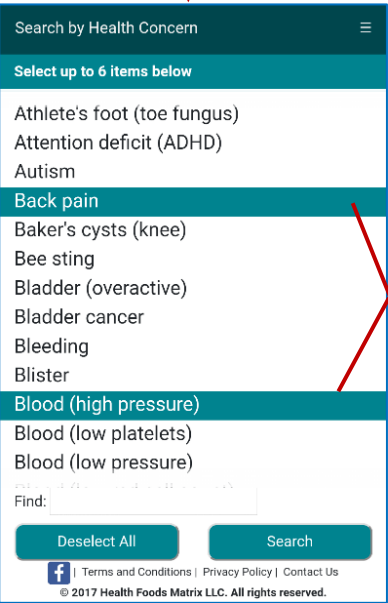 Search by Health Concern ☰
Select up to 6 items below
Athlete's foot (toe fungus)
Attention deficit (ADHD)
Autism
Back pain
Baker's cysts (knee)
Bee sting
Bladder (overactive)
Bladder cancer
Bleeding
Blister
Blood (high pressure)
Blood (low platelets)
Blood (low pressure)
Find:
Deselect All Search
f | Terms and Conditions | Privacy Policy | Contact Us
© 2017 Health Foods Matrix LLC. All rights reserved.